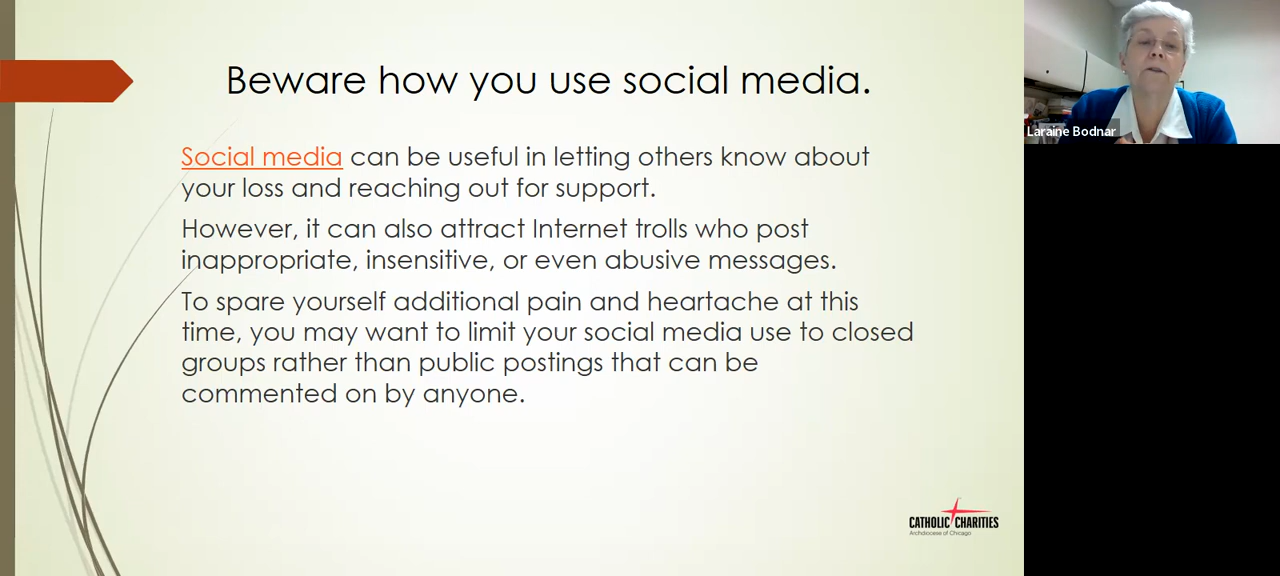 Beware how you use social media.
Social media can be useful in letting others know about
your loss and reaching out for support.
However, it can also attract Internet trolls who post
inappropriate, insensitive, or even abusive messages.
To spare yourself additional pain and heartache at this
time, you may want to limit your social media use to closed
groups rather than public postings that can be
commented on by anyone.
CATHOLIC CHARITIES
Archdiocese of Chicago
Laraine Bodnar